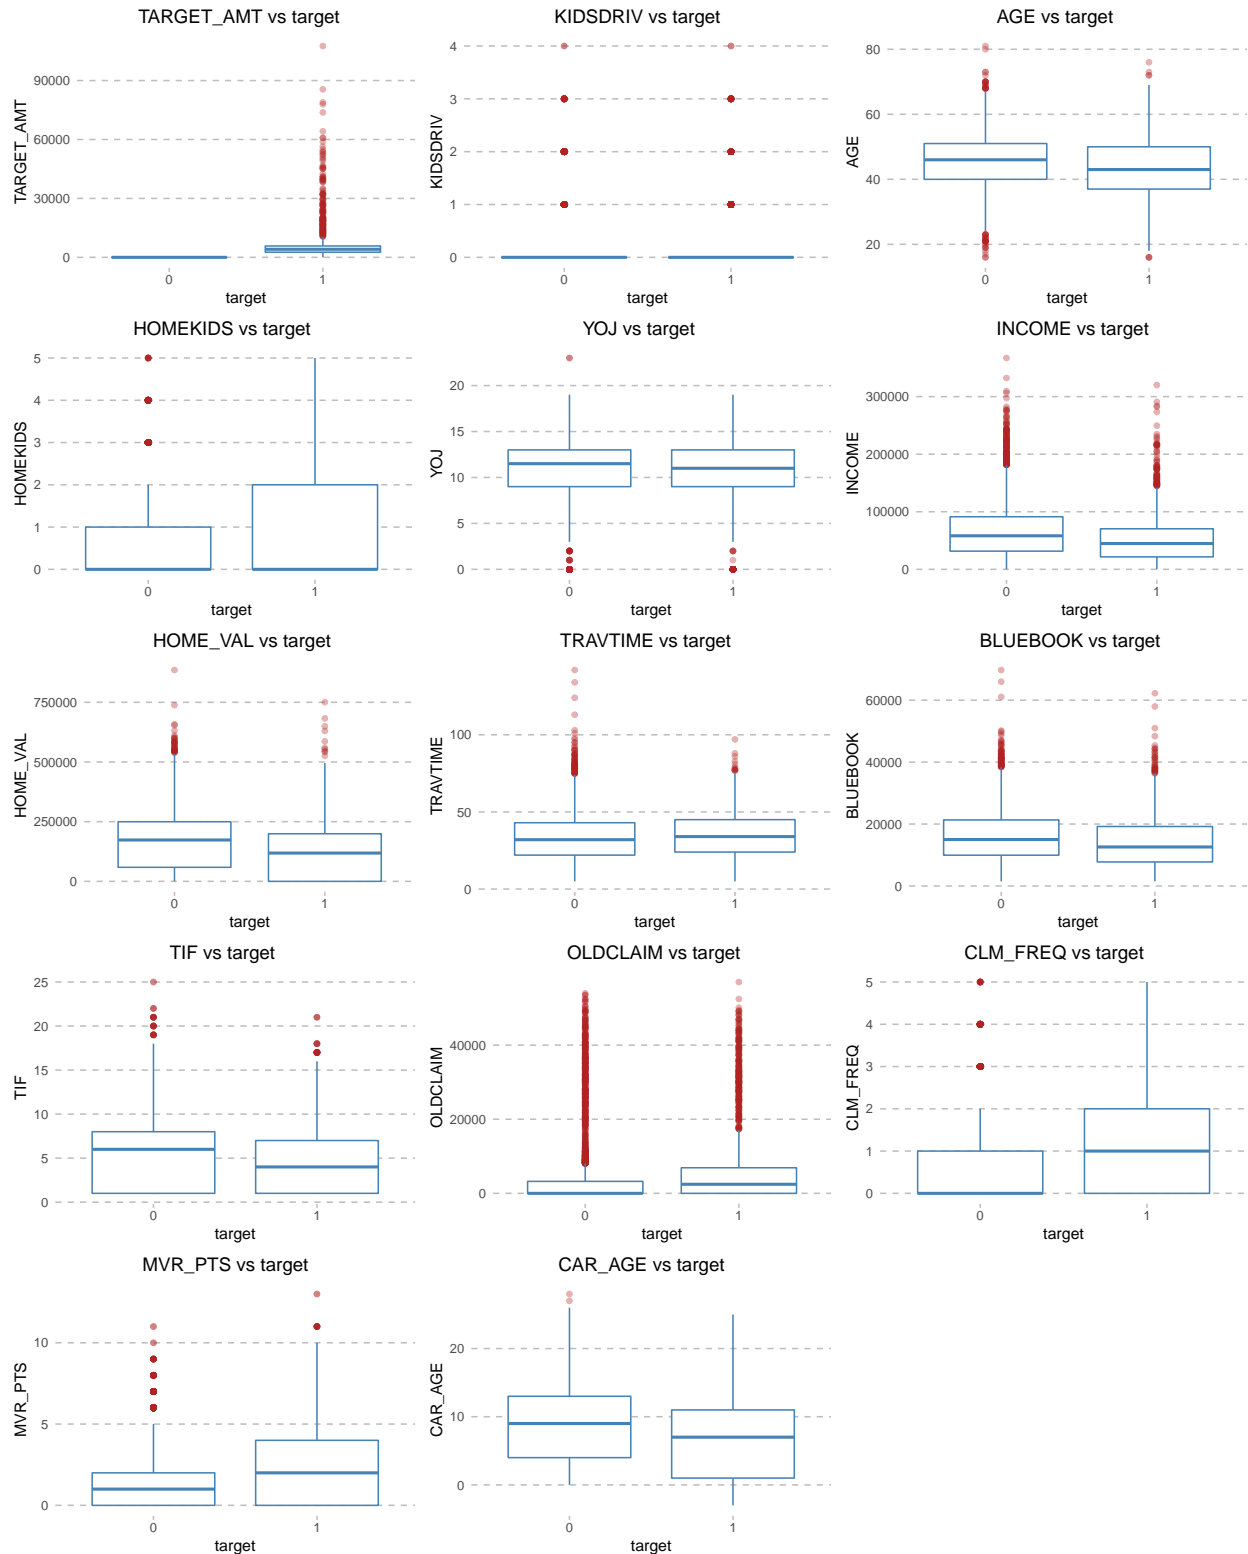 TARGET_AMT vs target
TARGET_AMT
90000
60000
30000
0
0 1
target
KIDSDRIV vs target
KIDSDRIV
4
3
2
1
0
0 1
target
AGE vs target
AGE
80
60
40
20
0 1
target
HOMEKIDS vs target
HOMEKIDS
5
4
3
2
1
0
0 1
target
YOJ vs target
YOJ
20
15
10
5
0
0 1
target
INCOME vs target
INCOME
300000
200000
100000
0
0 1
target
HOME_VAL vs target
HOME_VAL
750000
500000
250000
0
0 1
target
TRAVTIME vs target
TRAVTIME
100
50
0
0 1
target
BLUEBOOK vs target
BLUEBOOK
60000
40000
20000
0
0 1
target
TIF vs target
TIF
25
20
15
10
5
0
0 1
target
OLDCLAIM vs target
OLDCLAIM
40000
20000
0
0 1
target
CLM_FREQ vs target
CLM_FREQ
5
4
3
2
1
0
0 1
target
MVR_PTS vs target
MVR_PTS
10
5
0
0 1
target
CAR_AGE vs target
CAR_AGE
20
10
0
0 1
target